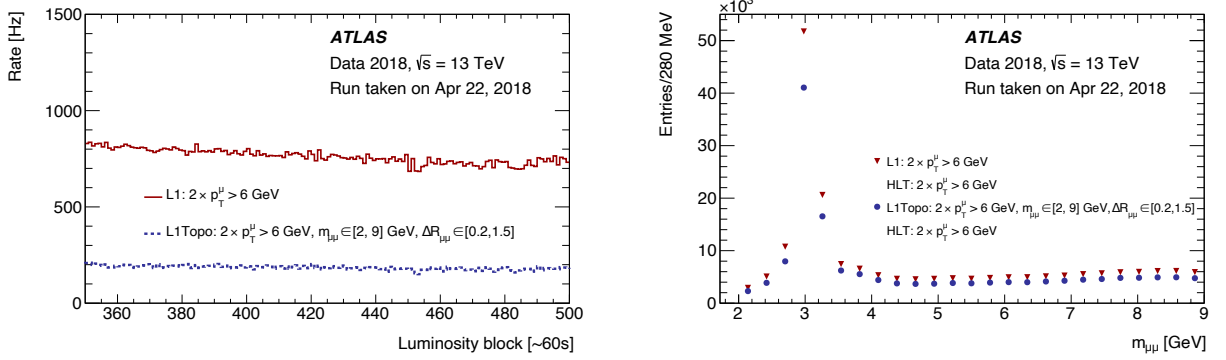 Rate [Hz]
1500
1000
500
0
ATLAS
Data 2018, √s = 13 TeV
Run taken on Apr 22, 2018
L1: 2× p_T^μ > 6 GeV
L1Topo: 2× p_T^μ > 6 GeV, m_μμ ∈[2, 9] GeV, ΔR_μμ ∈[0.2,1.5]
360 380 400 420 440 460 480 500
Luminosity block [~60s]
×10³
Entries/280 MeV
50
40
30
20
10
0
ATLAS
Data 2018, √s = 13 TeV
Run taken on Apr 22, 2018
L1: 2× p_T^μ > 6 GeV
HLT: 2× p_T^μ > 6 GeV
L1Topo: 2× p_T^μ > 6 GeV, m_μμ ∈[2, 9] GeV,ΔR_μμ ∈[0.2,1.5]
HLT: 2× p_T^μ > 6 GeV
2 3 4 5 6 7 8 9
m_μμ [GeV]